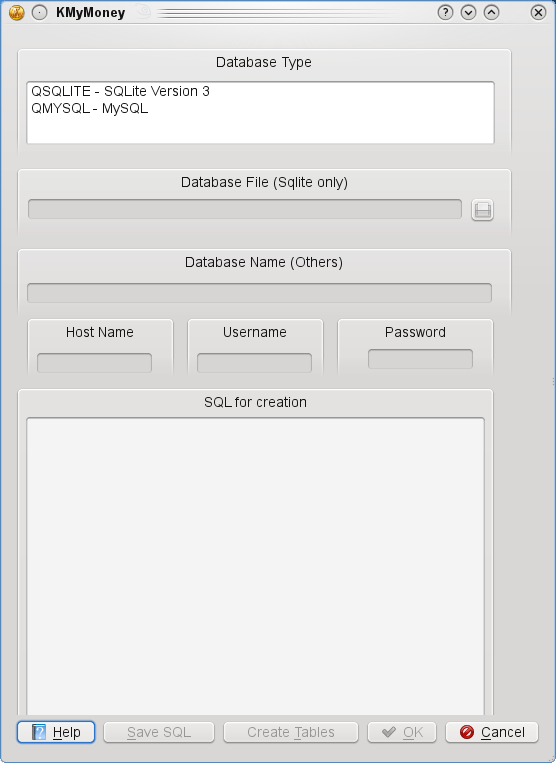 KMyMoney
Database Type
QSQLITE - SQLite Version 3
QMYSQL - MySQL
Database File (Sqlite only)
Database Name (Others)
Host Name
Username
Password
SQL for creation
Help
Save SQL
Create Tables
OK
Cancel